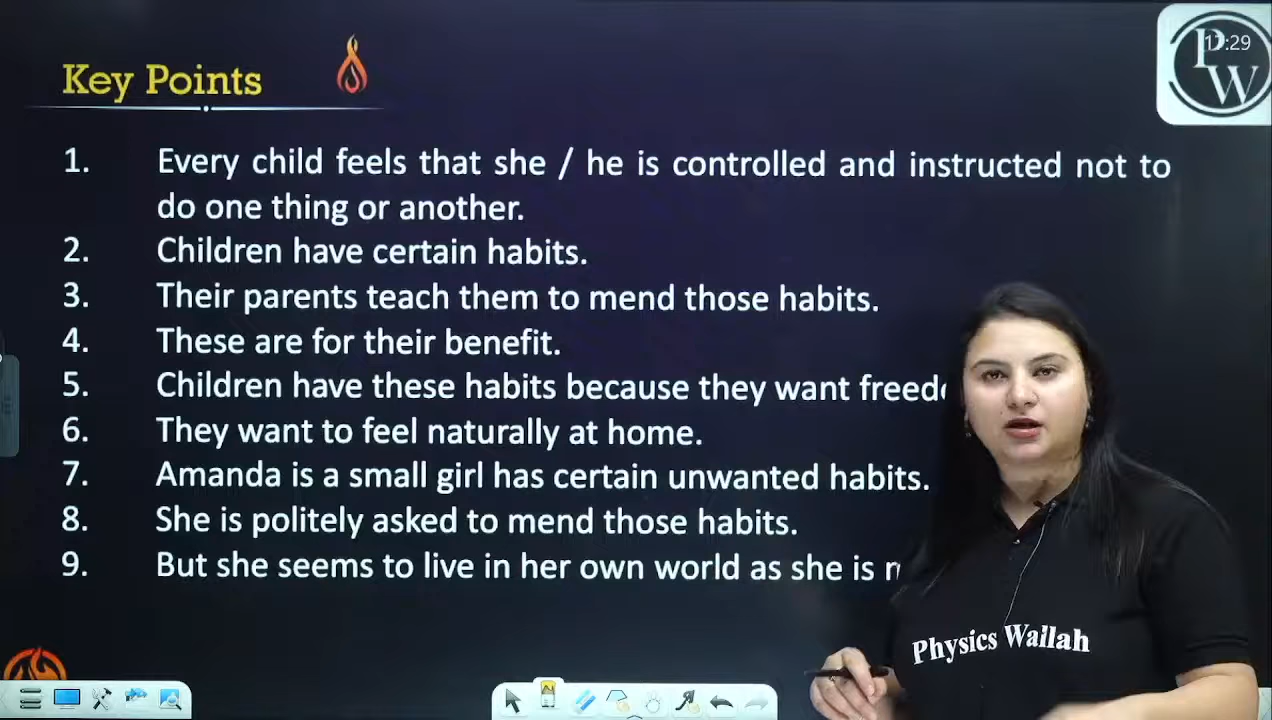 Key Points
PW
1. Every child feels that she / he is controlled and instructed not to
do one thing or another.
2. Children have certain habits.
3. Their parents teach them to mend those habits.
4. These are for their benefit.
5. Children have these habits because they want
6. They want to feel naturally at home.
7. Amanda is a small girl has certain unwanted habits.
8. She is politely asked to mend those habits.
9. But she seems to live in her own world as she is
Physics Wallah